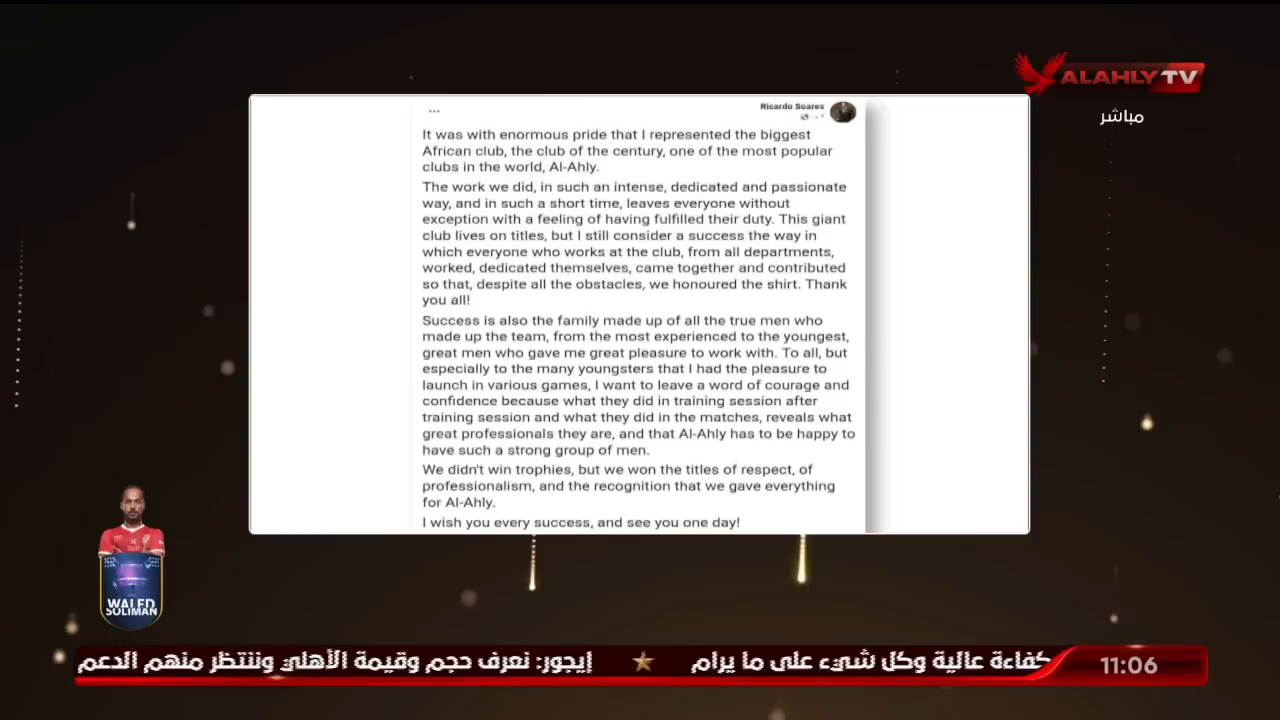 ALAHLY TV
مباشر
Ricardo Soares
...
It was with enormous pride that I represented the biggest
African club, the club of the century, one of the most popular
clubs in the world, Al-Ahly.
The work we did, in such an intense, dedicated and passionate
way, and in such a short time, leaves everyone without
exception with a feeling of having fulfilled their duty. This giant
club lives on titles, but I still consider a success the way in
which everyone who works at the club, from all departments,
worked, dedicated themselves, came together and contributed
so that, despite all the obstacles, we honoured the shirt. Thank
you all!
Success is also the family made up of all the true men who
made up the team, from the most experienced to the youngest,
great men who gave me great pleasure to work with. To all, but
especially to the many youngsters that I had the pleasure to
launch in various games, I want to leave a word of courage and
confidence because what they did in training session after
training session and what they did in the matches, reveals what
great professionals they are, and that Al-Ahly has to be happy to
have such a strong group of men.
We didn't win trophies, but we won the titles of respect, of
professionalism, and the recognition that we gave everything
for Al-Ahly.
I wish you every success, and see you one day!
WALED
SOLIMAN
كفاءة عالية وكل شيء على ما يرام ★ إيجور: نعرف حجم وقيمة الأهلي وننتظر منهم الدعم
11:06